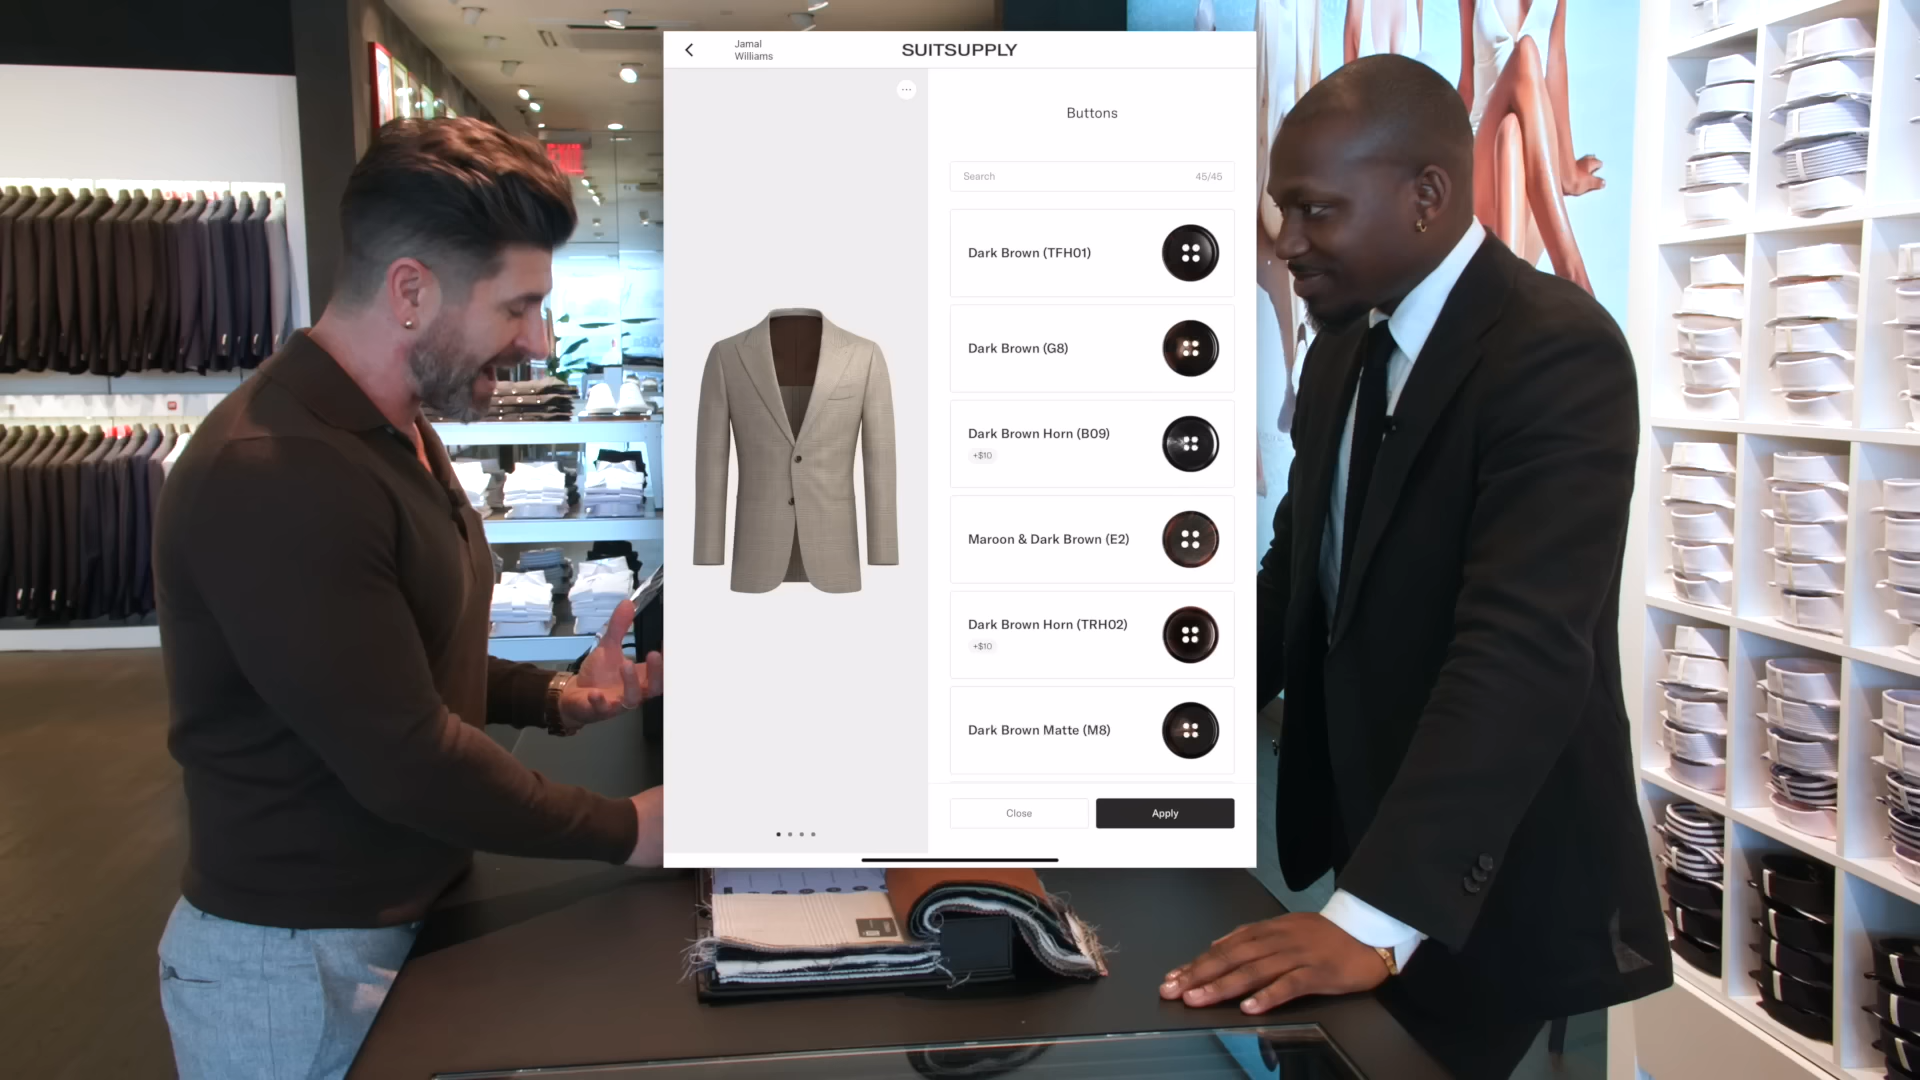 Jamal
Williams
SUITSUPPLY
Buttons
Search 45/45
Dark Brown (TFH01)
Dark Brown (G8)
Dark Brown Horn (B09)
+$10
Maroon & Dark Brown (E2)
Dark Brown Horn (TRH02)
+$10
Dark Brown Matte (M8)
Close
Apply